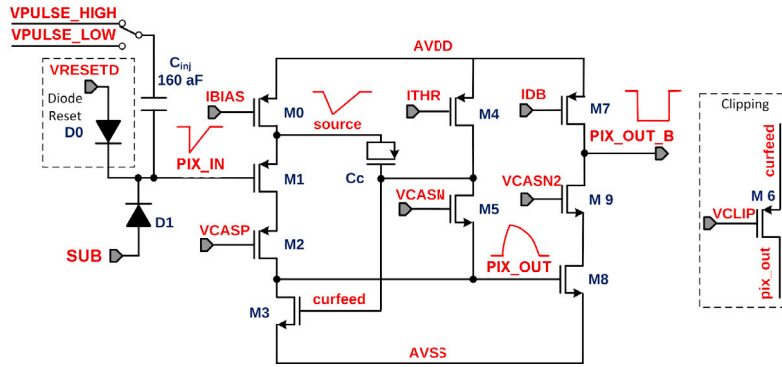 VPULSE_HIGH
VPULSE_LOW
Cinj
160 aF
VRESETD
Diode
Reset
D0
D1
SUB
PIX_IN
IBIAS
M0
source
M1
Cc
VCASP
M2
M3
curfeed
AVDD
ITHR
M4
VCASN
M5
PIX_OUT
IDB
M7
PIX_OUT_B
VCASN2
M 9
M8
AVSS
Clipping
curfeed
M 6
VCLIP
pix_out